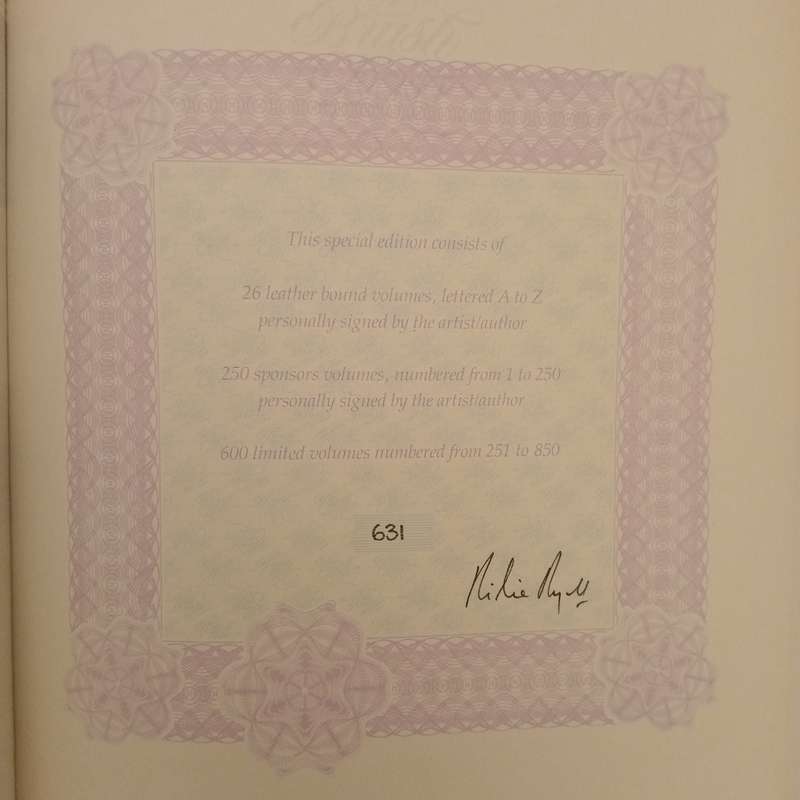 This special edition consists of
26 leather bound volumes, lettered A to Z
personally signed by the artist/author
250 sponsors volumes, numbered from 1 to 250
personally signed by the artist/author
600 limited volumes numbered from 251 to 850
631